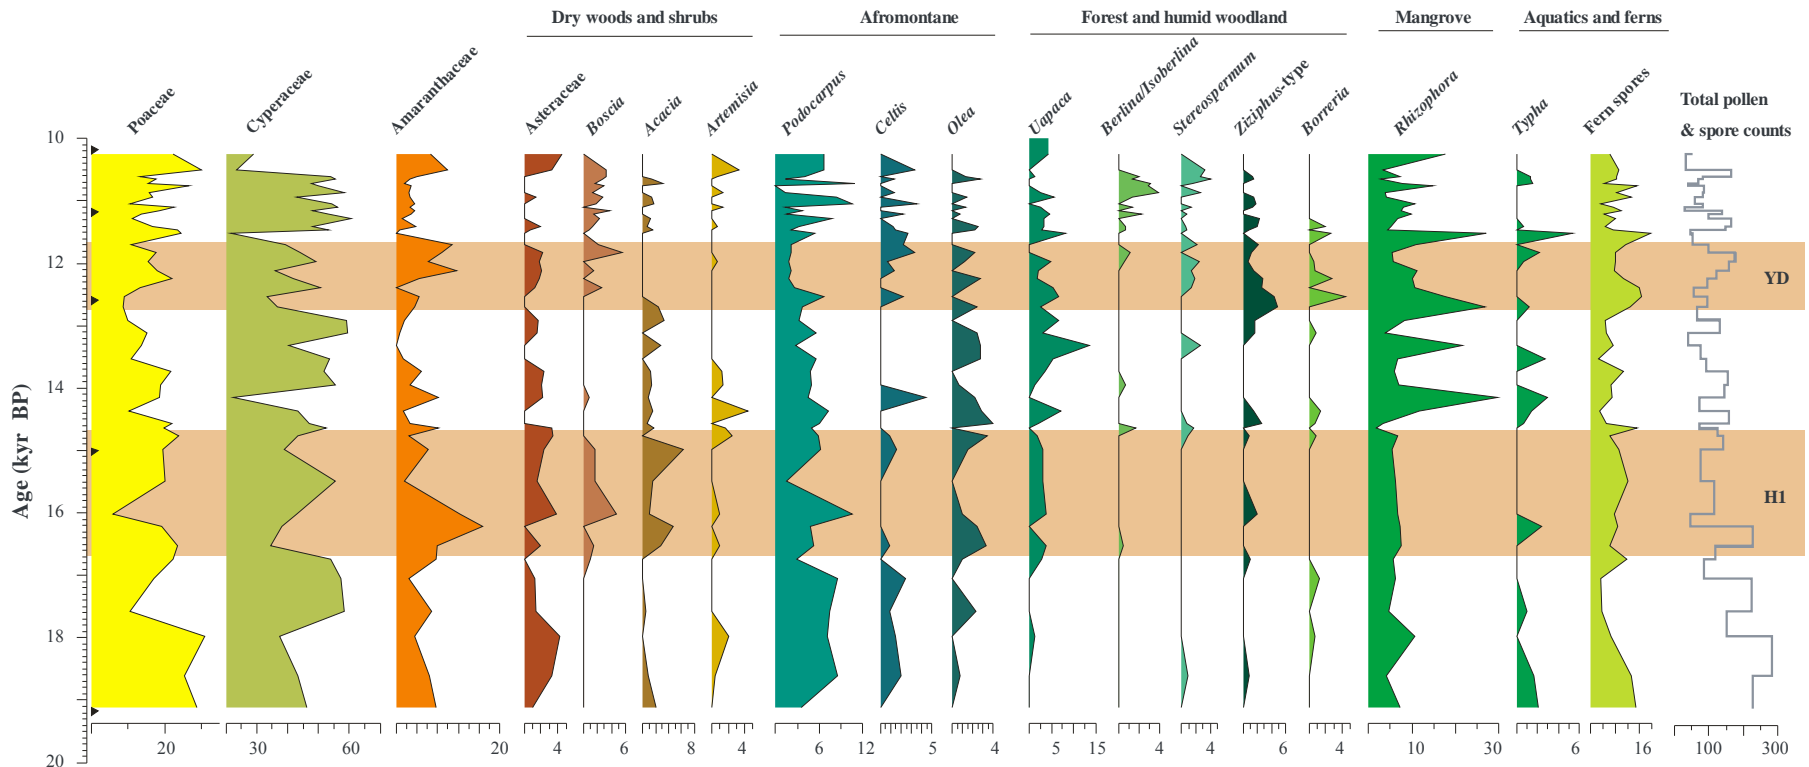 Dry woods and shrubs
Afromontane
Forest and humid woodland
Mangrove
Aquatics and ferns
Poaceae
Cyperaceae
Amaranthaceae
Asteraceae
Boscia
Acacia
Artemisia
Podocarpus
Celtis
Olea
Uapaca
Berlina/Isoberlina
Stereospermum
Ziziphus-type
Borreria
Rhizophora
Typha
Fern spores
Total pollen
& spore counts
Age (kyr BP)
10
12
14
16
18
20
YD
H1
20
30 60
20
4
6
8
4
6 12
5
4
5 15
4
4
6
4
10 30
6
16
100 300